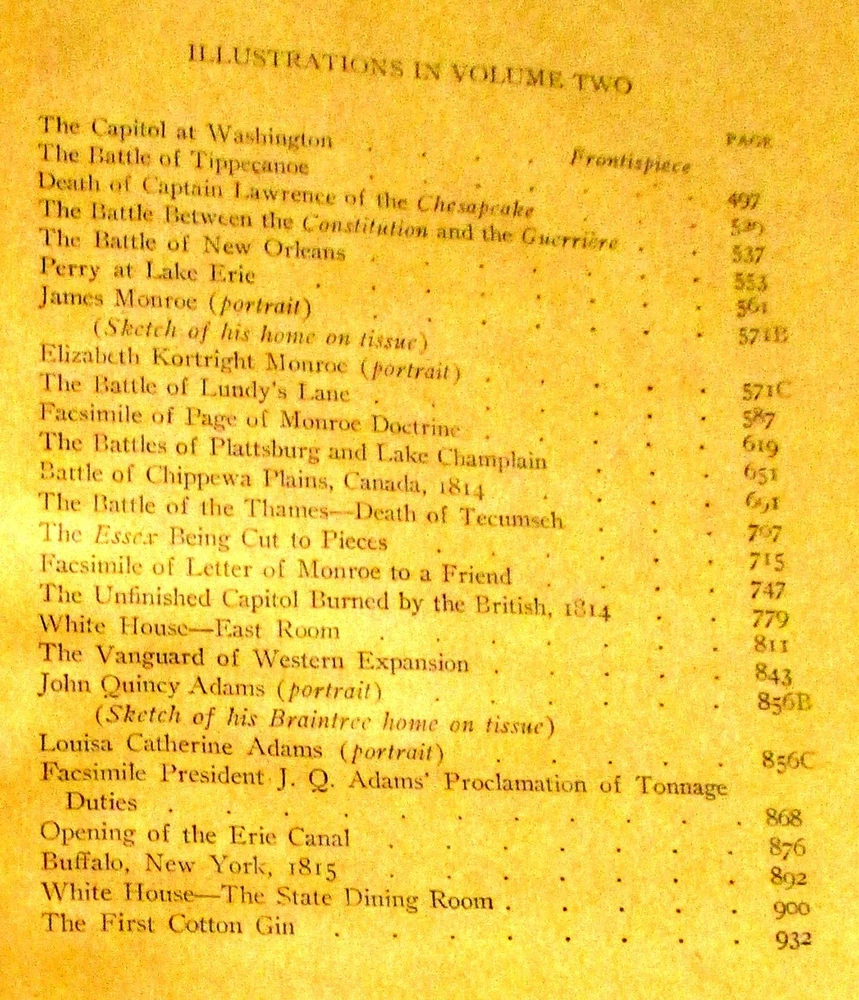 ILLUSTRATIONS IN VOLUME TWO
PAGE
The Capitol at Washington . . . . Frontispiece
The Battle of Tippecanoe . . . . . . 497
Death of Captain Lawrence of the Chesapeake . . 529
The Battle Between the Constitution and the Guerrière . . 537
The Battle of New Orleans . . . . . . 553
Perry at Lake Erie . . . . . . . 561
James Monroe (portrait) . . . . . . 571B
(Sketch of his home on tissue)
Elizabeth Kortright Monroe (portrait) . . . . 571C
The Battle of Lundy's Lane . . . . . . 587
Facsimile of Page of Monroe Doctrine . . . . 619
The Battles of Plattsburg and Lake Champlain . . . 651
Battle of Chippewa Plains, Canada, 1814 . . . . 691
The Battle of the Thames—Death of Tecumseh . . . 707
The Essex Being Cut to Pieces . . . . . 715
Facsimile of Letter of Monroe to a Friend . . . 747
The Unfinished Capitol Burned by the British, 1814 . . 779
White House—East Room . . . . . . 811
The Vanguard of Western Expansion . . . . 843
John Quincy Adams (portrait) . . . . . 856B
(Sketch of his Braintree home on tissue)
Louisa Catherine Adams (portrait) . . . . . 856C
Facsimile President J. Q. Adams' Proclamation of Tonnage
Duties . . . . . . . . . . 868
Opening of the Erie Canal . . . . . . 876
Buffalo, New York, 1815 . . . . . . . 892
White House—The State Dining Room . . . . 900
The First Cotton Gin . . . . . . . 932